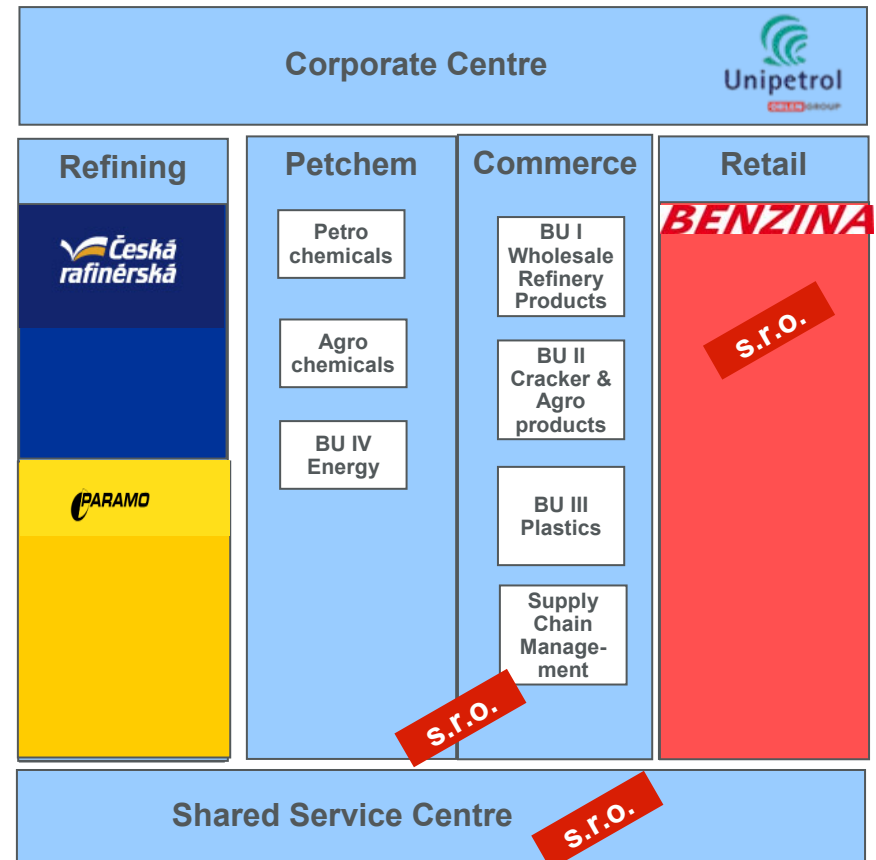 Corporate Centre
Unipetrol
ORLEN GROUP
Refining
Petchem
Commerce
Retail
Česká
rafinérská
PARAMO
Petro
chemicals
Agro
chemicals
BU IV
Energy
BU I
Wholesale
Refinery
Products
BU II
Cracker &
Agro
products
BU III
Plastics
Supply
Chain
Manage-
ment
s.r.o.
BENZINA
s.r.o.
Shared Service Centre
s.r.o.